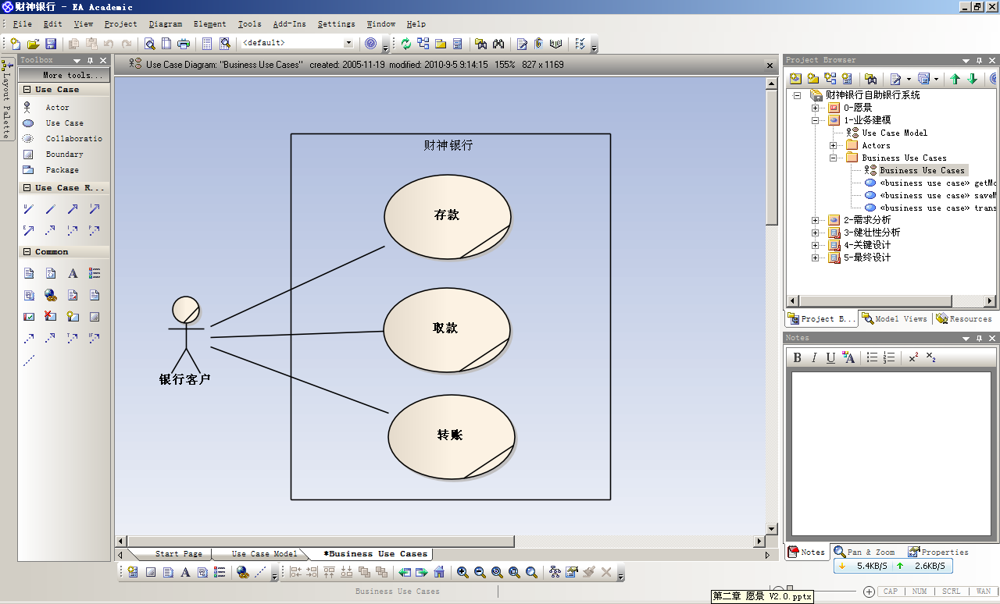 财神银行 - EA Academic
File Edit View Project Diagram Element Tools Add-Ins Settings Window Help
<default>
Toolbox
More tools...
Use Case
Actor
Use Case
Collaboratio
Boundary
Package
Use Case R...
Common
Layout Palette
Use Case Diagram: "Business Use Cases" created: 2005-11-19 modified: 2010-9-5 9:14:15 155% 827 x 1169
财神银行
存款
取款
转账
银行客户
Start Page
Use Case Model
*Business Use Cases
Business Use Cases
Project Browser
财神银行自助银行系统
0-愿景
1-业务建模
Use Case Model
Actors
Business Use Cases
Business Use Cases
«business use case» getMo
«business use case» saveM
«business use case» trans
2-需求分析
3-健壮性分析
4-关键设计
5-最终设计
Project B... Model Views Resources
Notes
B I U A
Notes Pan & Zoom Properties
5.4KB/S 2.6KB/S
第二章 愿景 V2.0.pptx
CAP NUM SCRL WAN